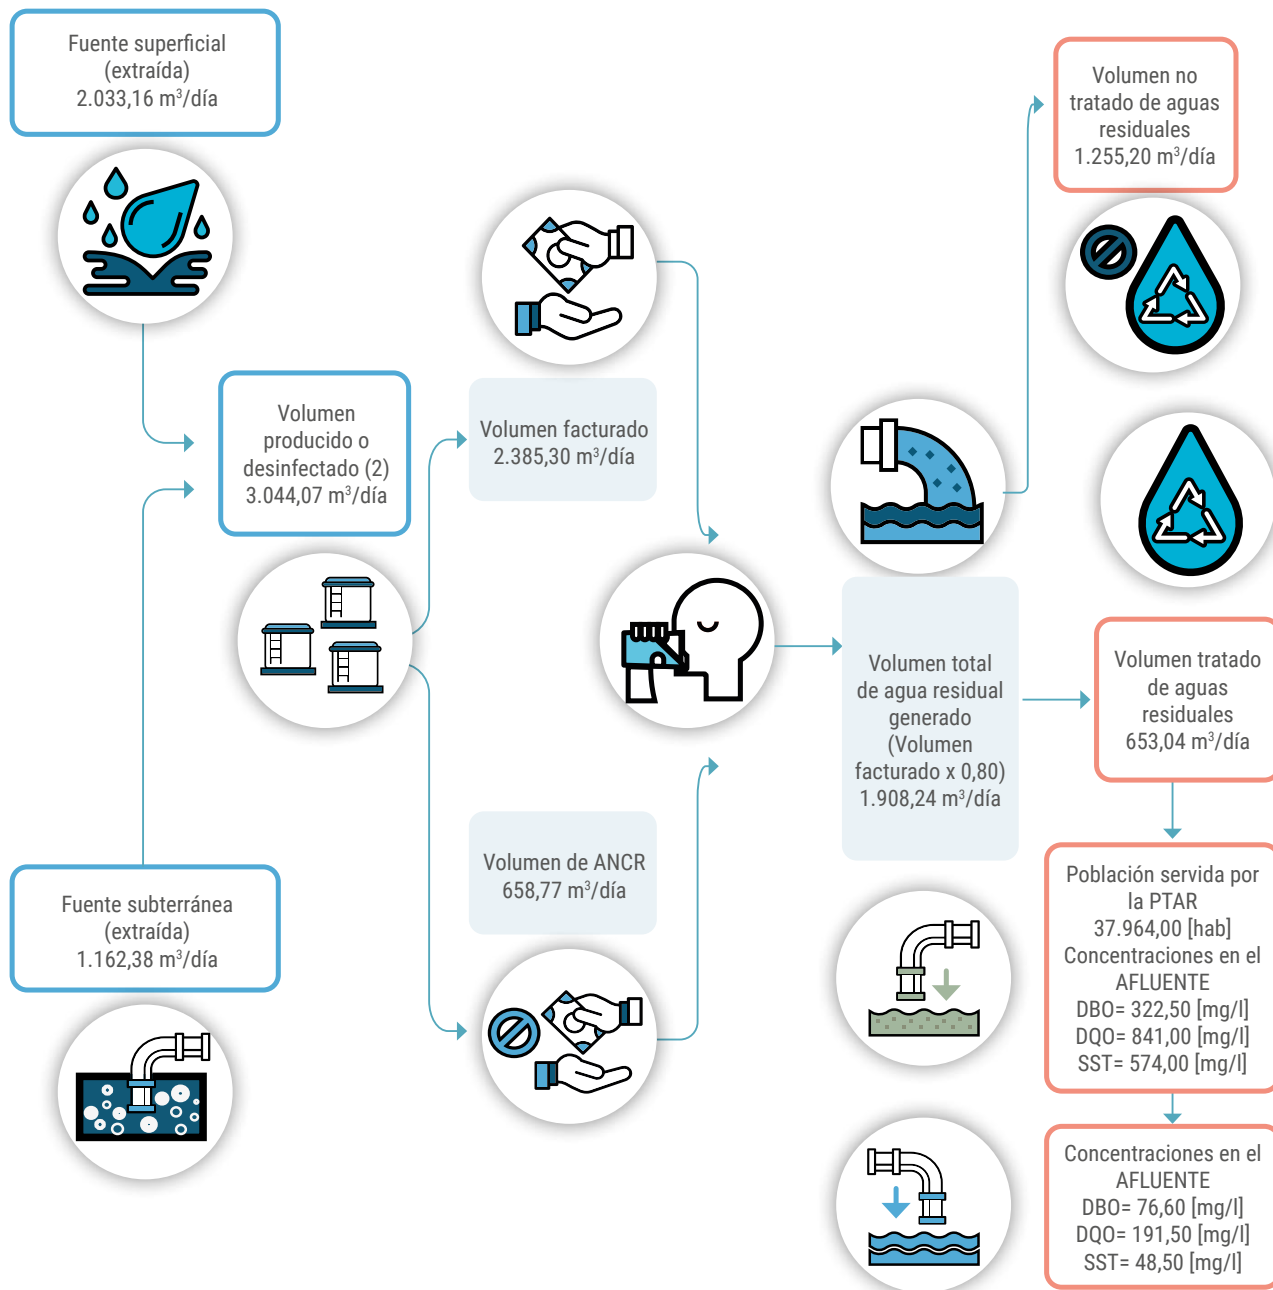 Fuente superficial
(extraída)
2.033,16 m³/día
Volumen no
tratado de aguas
residuales
1.255,20 m³/día
Volumen
producido o
desinfectado (2)
3.044,07 m³/día
Volumen facturado
2.385,30 m³/día
Volumen total
de agua residual
generado
(Volumen
facturado x 0,80)
1.908,24 m³/día
Volumen tratado
de aguas
residuales
653,04 m³/día
Volumen de ANCR
658,77 m³/día
Fuente subterránea
(extraída)
1.162,38 m³/día
Población servida por
la PTAR
37.964,00 [hab]
Concentraciones en el
AFLUENTE
DBO= 322,50 [mg/l]
DQO= 841,00 [mg/l]
SST= 574,00 [mg/l]
Concentraciones en el
AFLUENTE
DBO= 76,60 [mg/l]
DQO= 191,50 [mg/l]
SST= 48,50 [mg/l]